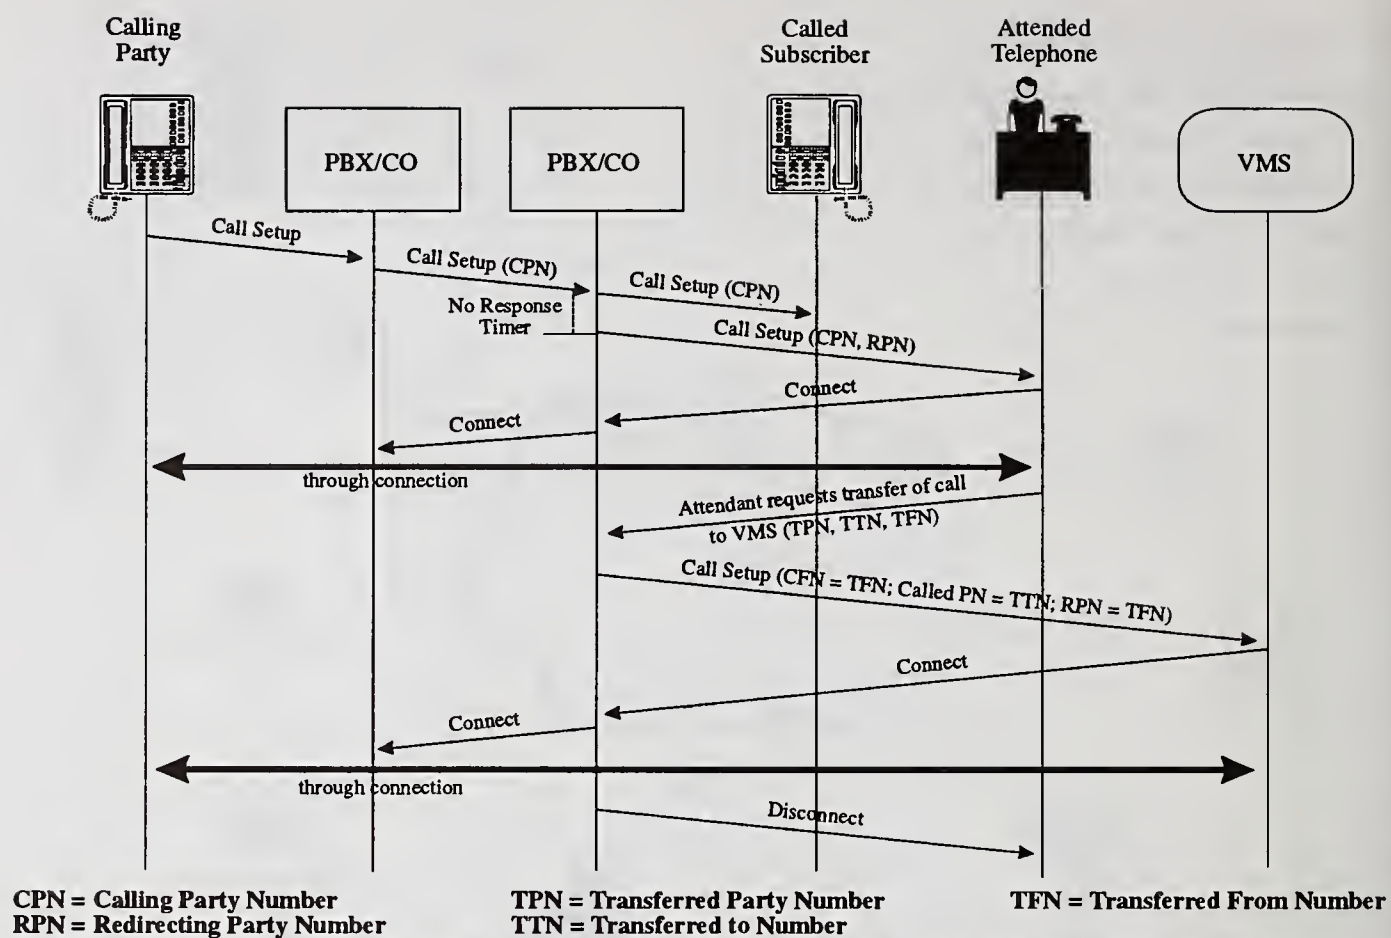 Calling
Party
Called
Subscriber
Attended
Telephone
PBX/CO
PBX/CO
VMS
Call Setup
Call Setup (CPN)
Call Setup (CPN)
No Response
Timer
Call Setup (CPN, RPN)
Connect
Connect
through connection
Attendant requests transfer of call
to VMS (TPN, TTN, TFN)
Call Setup (CFN = TFN; Called PN = TTN; RPN = TFN)
Connect
Connect
through connection
Disconnect
CPN = Calling Party Number
TPN = Transferred Party Number
TFN = Transferred From Number
RPN = Redirecting Party Number
TTN = Transferred to Number